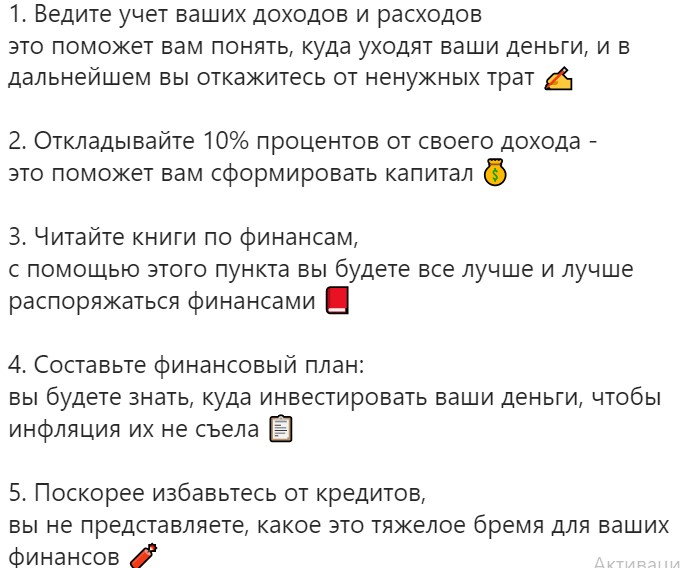 1. Ведите учет ваших доходов и расходов
это поможет вам понять, куда уходят ваши деньги, и в
дальнейшем вы откажитесь от ненужных трат ✍
2. Откладывайте 10% процентов от своего дохода -
это поможет вам сформировать капитал 💰
3. Читайте книги по финансам,
с помощью этого пункта вы будете все лучше и лучше
распоряжаться финансами 📕
4. Составьте финансовый план:
вы будете знать, куда инвестировать ваши деньги, чтобы
инфляция их не съела 📋
5. Поскорее избавьтесь от кредитов,
вы не представляете, какое это тяжелое бремя для ваших
финансов 🧨